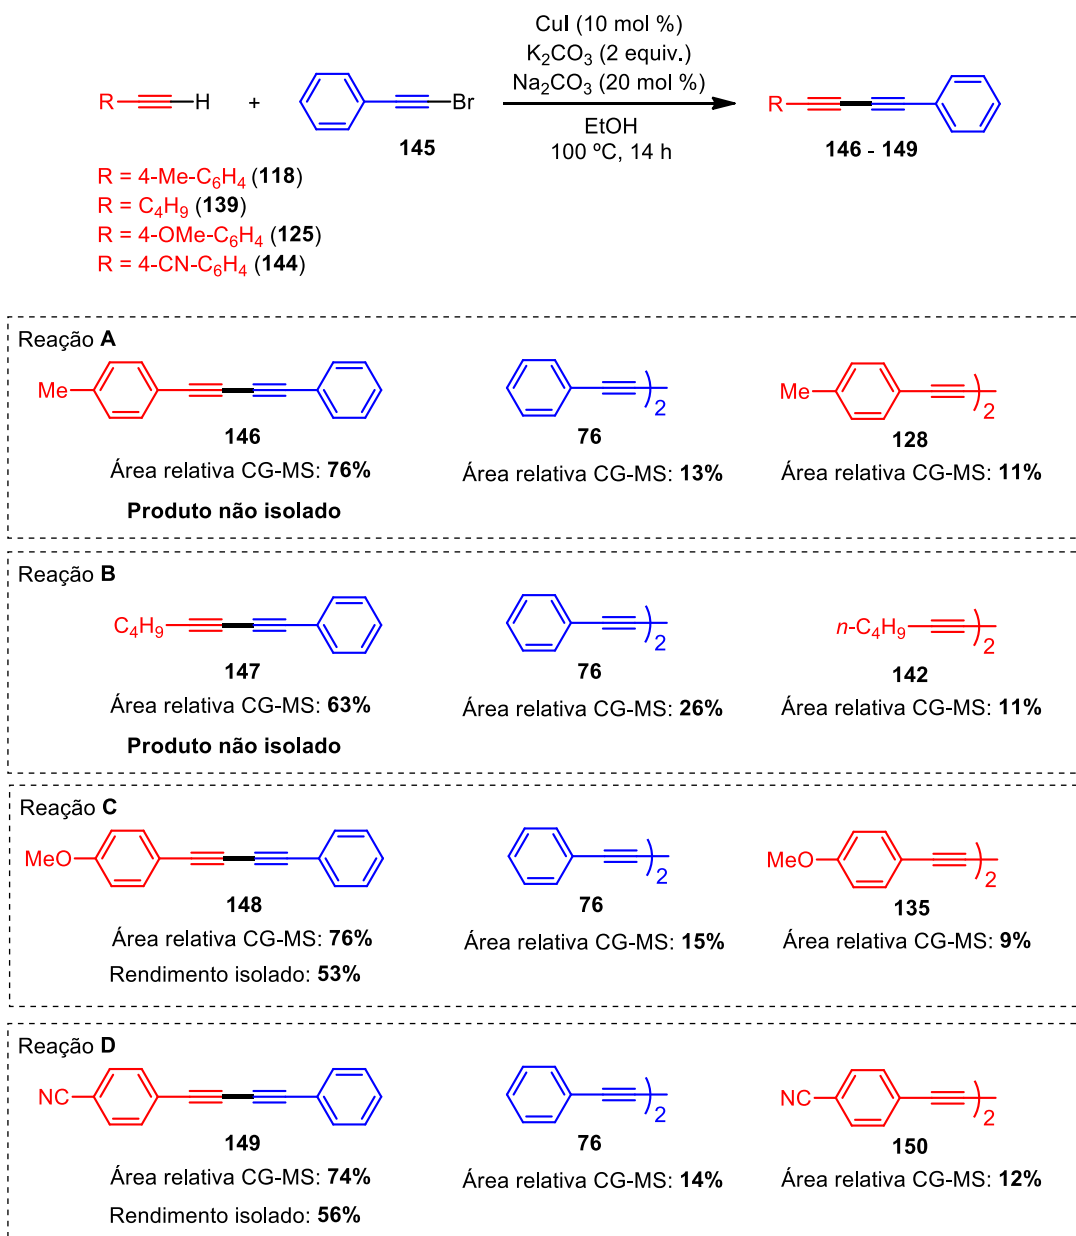 CuI (10 mol %)
K₂CO₃ (2 equiv.)
Na₂CO₃ (20 mol %)
R H + Br
R
145
EtOH
100 ºC, 14 h
146 - 149
R = 4-Me-C₆H₄ (118)
R = C₄H₉ (139)
R = 4-OMe-C₆H₄ (125)
R = 4-CN-C₆H₄ (144)
Reação A
Me )2 Me )2
146 76 128
Área relativa CG-MS: 76% Área relativa CG-MS: 13% Área relativa CG-MS: 11%
Produto não isolado
Reação B
C₄H₉ )2 n-C₄H₉ )2
147 76 142
Área relativa CG-MS: 63% Área relativa CG-MS: 26% Área relativa CG-MS: 11%
Produto não isolado
Reação C
MeO )2 MeO )2
148 76 135
Área relativa CG-MS: 76% Área relativa CG-MS: 15% Área relativa CG-MS: 9%
Rendimento isolado: 53%
Reação D
NC )2 NC )2
149 76 150
Área relativa CG-MS: 74% Área relativa CG-MS: 14% Área relativa CG-MS: 12%
Rendimento isolado: 56%